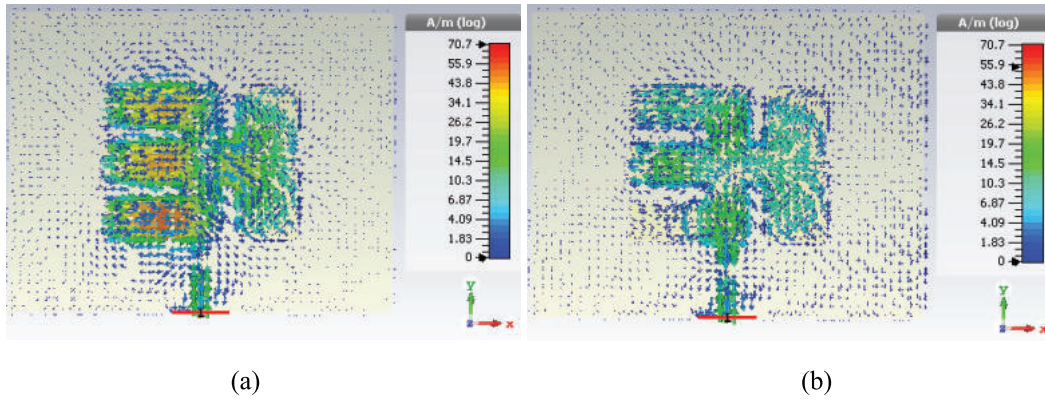 A/m (log)
70.7
55.9
43.8
34.1
26.2
19.7
14.5
10.3
6.87
4.09
1.83
0
y
z
x
(a)
A/m (log)
70.7
55.9
43.8
34.1
26.2
19.7
14.5
10.3
6.87
4.09
1.83
0
y
z
x
(b)